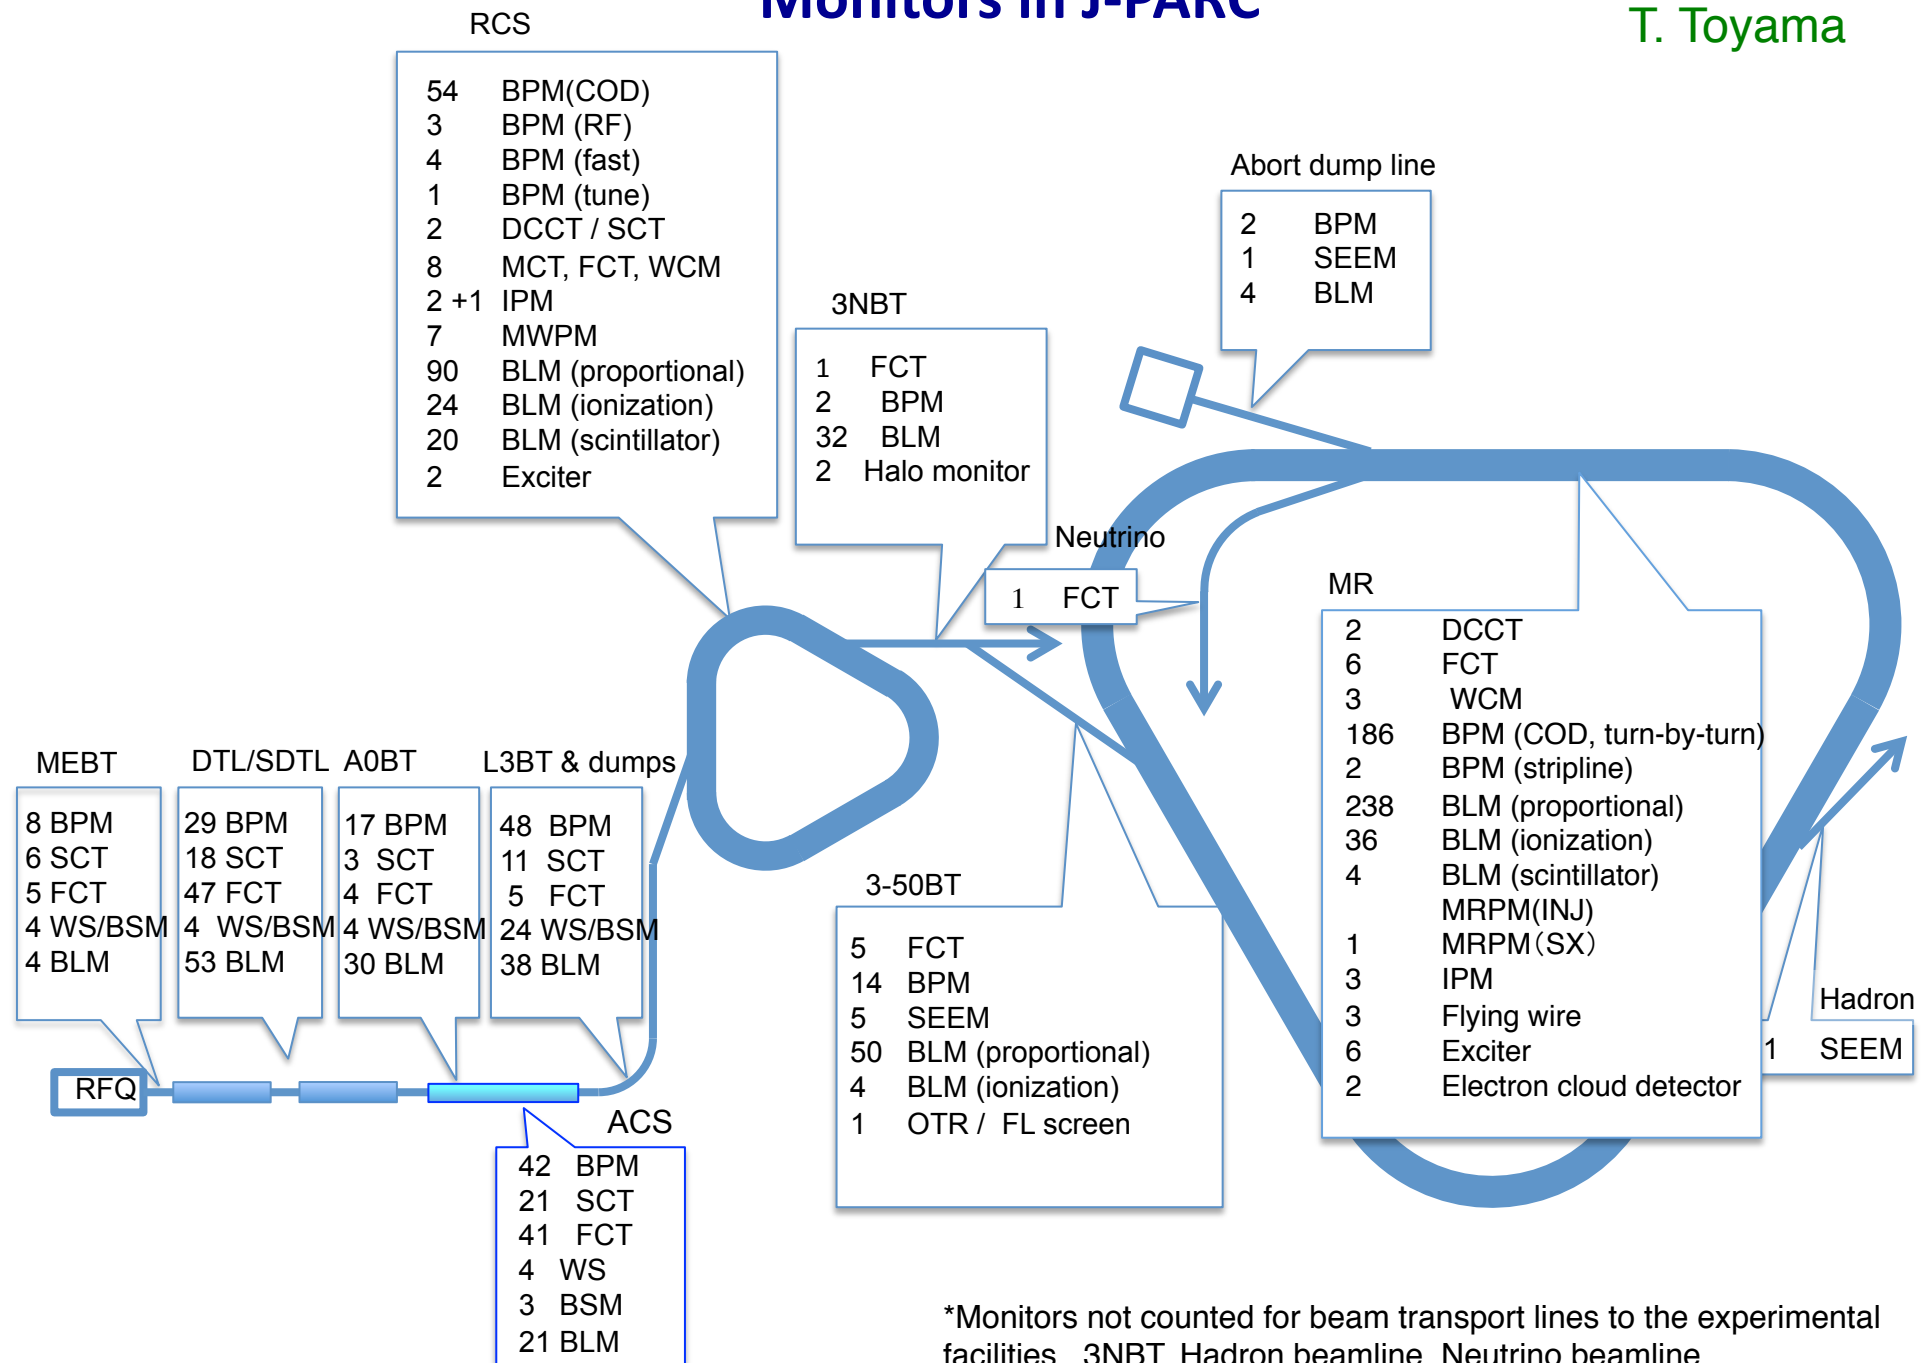 Monitors in J-PARC
T. Toyama
RCS
54 BPM(COD)
3 BPM (RF)
4 BPM (fast)
1 BPM (tune)
2 DCCT / SCT
8 MCT, FCT, WCM
2 +1 IPM
7 MWPM
90 BLM (proportional)
24 BLM (ionization)
20 BLM (scintillator)
2 Exciter
3NBT
1 FCT
2 BPM
32 BLM
2 Halo monitor
Abort dump line
2 BPM
1 SEEM
4 BLM
Neutrino
1 FCT
MR
2 DCCT
6 FCT
3 WCM
186 BPM (COD, turn-by-turn)
2 BPM (stripline)
238 BLM (proportional)
36 BLM (ionization)
4 BLM (scintillator)
MRPM(INJ)
1 MRPM（SX）
3 IPM
3 Flying wire
6 Exciter
2 Electron cloud detector
Hadron
1 SEEM
MEBT
8 BPM
6 SCT
5 FCT
4 WS/BSM
4 BLM
DTL/SDTL
29 BPM
18 SCT
47 FCT
4 WS/BSM
53 BLM
A0BT
17 BPM
3 SCT
4 FCT
4 WS/BSM
30 BLM
L3BT & dumps
48 BPM
11 SCT
5 FCT
24 WS/BSM
38 BLM
3-50BT
5 FCT
14 BPM
5 SEEM
50 BLM (proportional)
4 BLM (ionization)
1 OTR / FL screen
RFQ
ACS
42 BPM
21 SCT
41 FCT
4 WS
3 BSM
21 BLM
*Monitors not counted for beam transport lines to the experimental
facilities 3NBT, Hadron beamline, Neutrino beamline